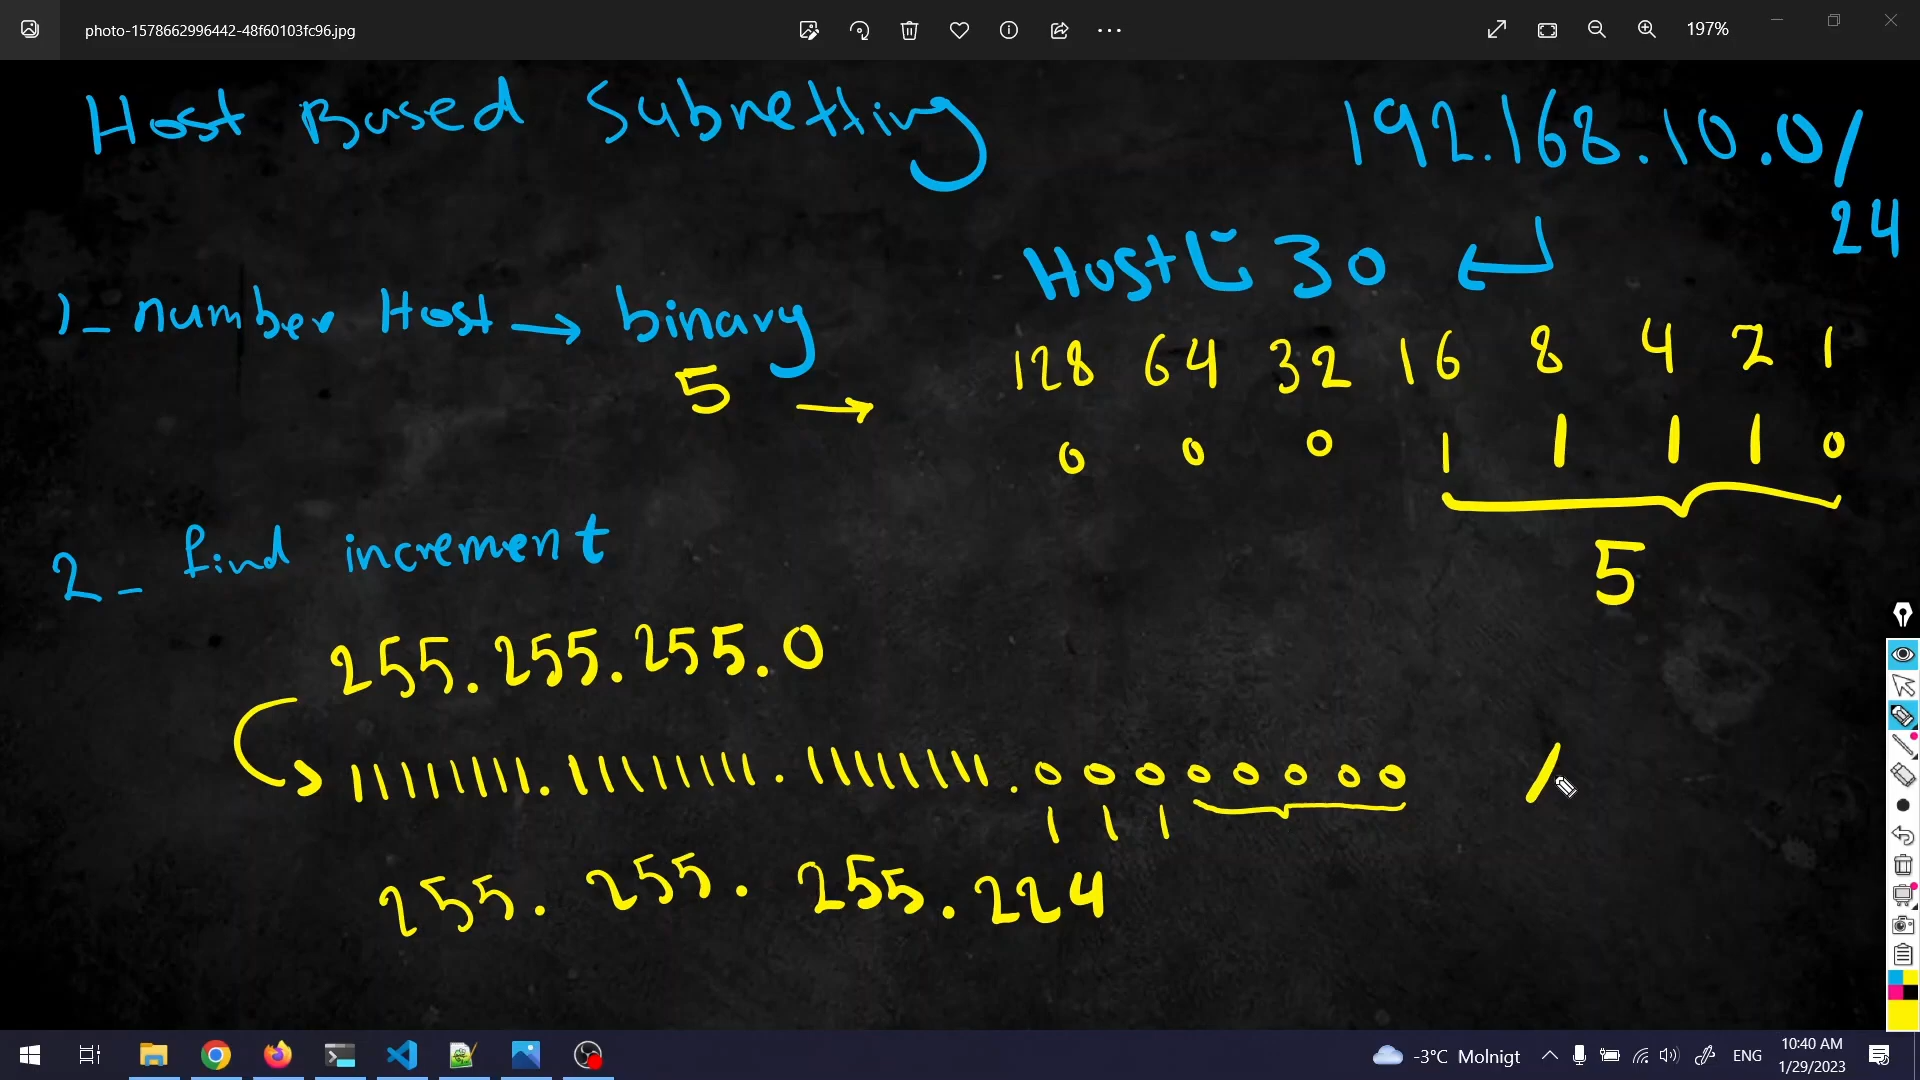 photo-1578662996442-48f60103fc96.jpg
197%
Host Based Subnetting
192.168.10.0/
24
Host 30
1_ number Host → binary
128 64 32 16 8 4 2 1
5 →
0 0 0 1 1 1 1 0
5
2_ find increment
255.255.255.0
11111111.11111111.11111111.00000000 /
1 1 1
255.255.255.224
-3°C Molnigt
ENG
10:40 AM
1/29/2023